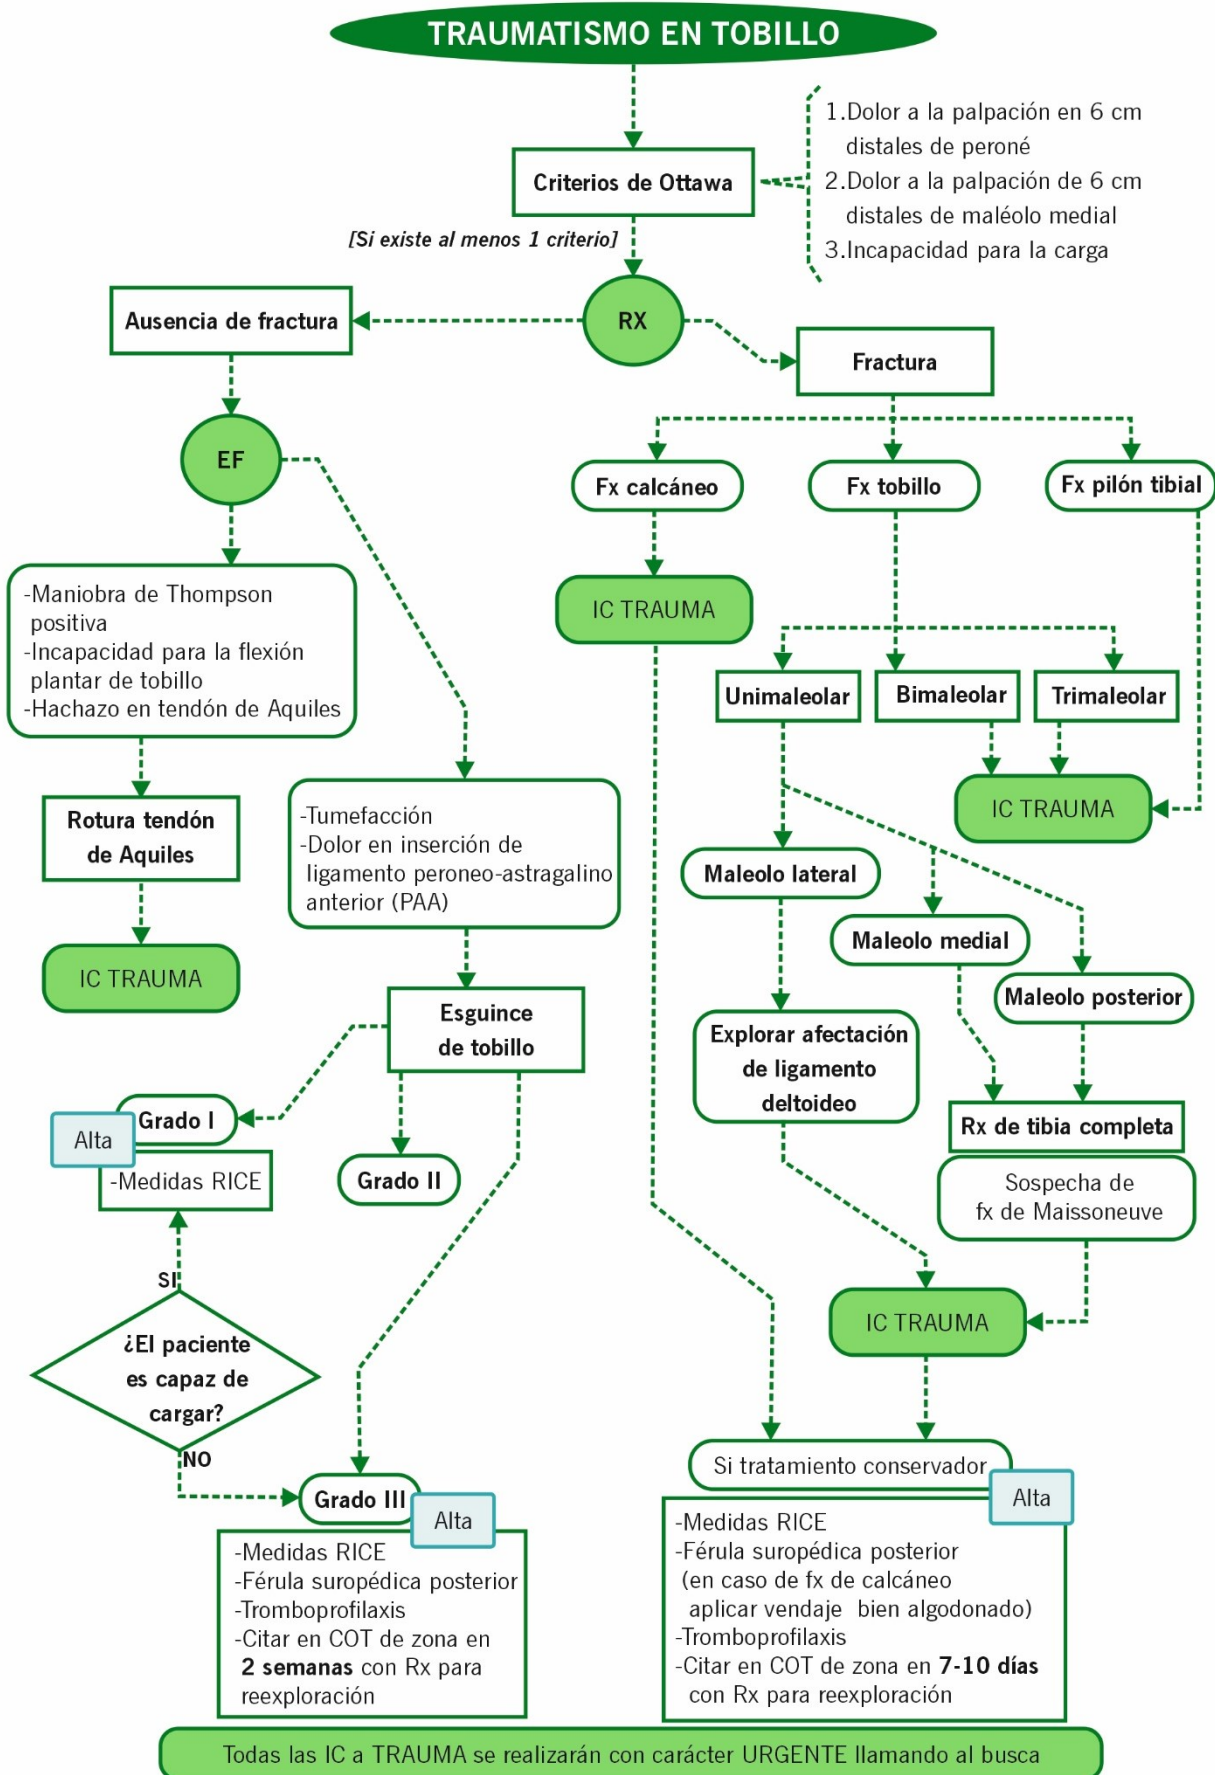 TRAUMATISMO EN TOBILLO
Criterios de Ottawa
1.Dolor a la palpación en 6 cm
distales de peroné
2.Dolor a la palpación de 6 cm
distales de maléolo medial
3.Incapacidad para la carga
[Si existe al menos 1 criterio]
RX
Ausencia de fractura
Fractura
EF
Fx calcáneo
Fx tobillo
Fx pilón tibial
-Maniobra de Thompson
positiva
-Incapacidad para la flexión
plantar de tobillo
-Hachazo en tendón de Aquiles
IC TRAUMA
Unimaleolar
Bimaleolar
Trimaleolar
IC TRAUMA
Rotura tendón
de Aquiles
IC TRAUMA
-Tumefacción
-Dolor en inserción de
ligamento peroneo-astragalino
anterior (PAA)
Maleolo lateral
Maleolo medial
Maleolo posterior
Esguince
de tobillo
Explorar afectación
de ligamento
deltoideo
Rx de tibia completa
Sospecha de
fx de Maissoneuve
Grado I
Alta
-Medidas RICE
Grado II
SI
¿El paciente
es capaz de
cargar?
NO
IC TRAUMA
Grado III
Alta
-Medidas RICE
-Férula suropédica posterior
-Tromboprofilaxis
-Citar en COT de zona en
2 semanas con Rx para
reexploración
Si tratamiento conservador
Alta
-Medidas RICE
-Férula suropédica posterior
(en caso de fx de calcáneo
aplicar vendaje bien algodonado)
-Tromboprofilaxis
-Citar en COT de zona en 7-10 días
con Rx para reexploración
Todas las IC a TRAUMA se realizarán con carácter URGENTE llamando al busca